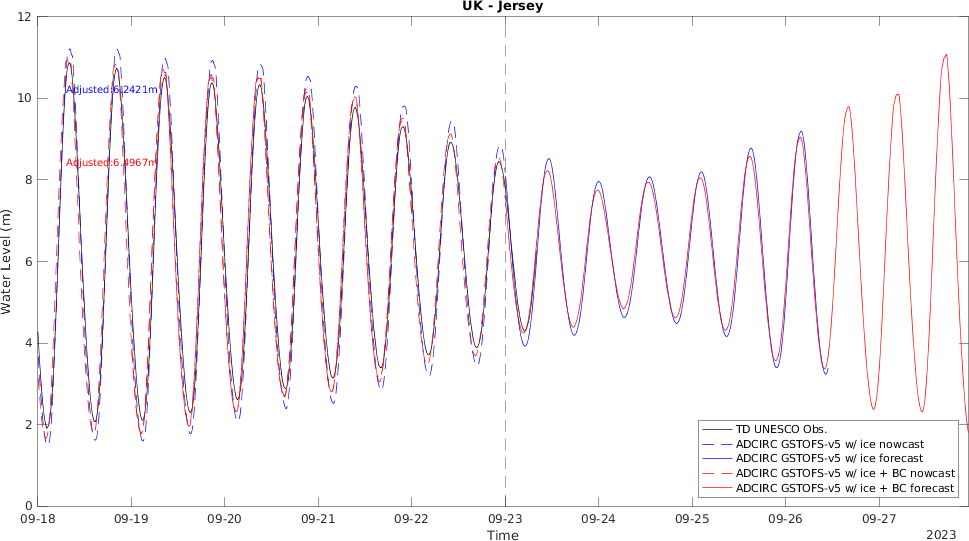 UK - Jersey
12
10
8
6
4
2
0
Water Level (m)
Adjusted:6.2421m
Adjusted:6.4967m
TD UNESCO Obs.
ADCIRC GSTOFS-v5 w/ ice nowcast
ADCIRC GSTOFS-v5 w/ ice forecast
ADCIRC GSTOFS-v5 w/ ice + BC nowcast
ADCIRC GSTOFS-v5 w/ ice + BC forecast
09-18 09-19 09-20 09-21 09-22 09-23 09-24 09-25 09-26 09-27
Time
2023